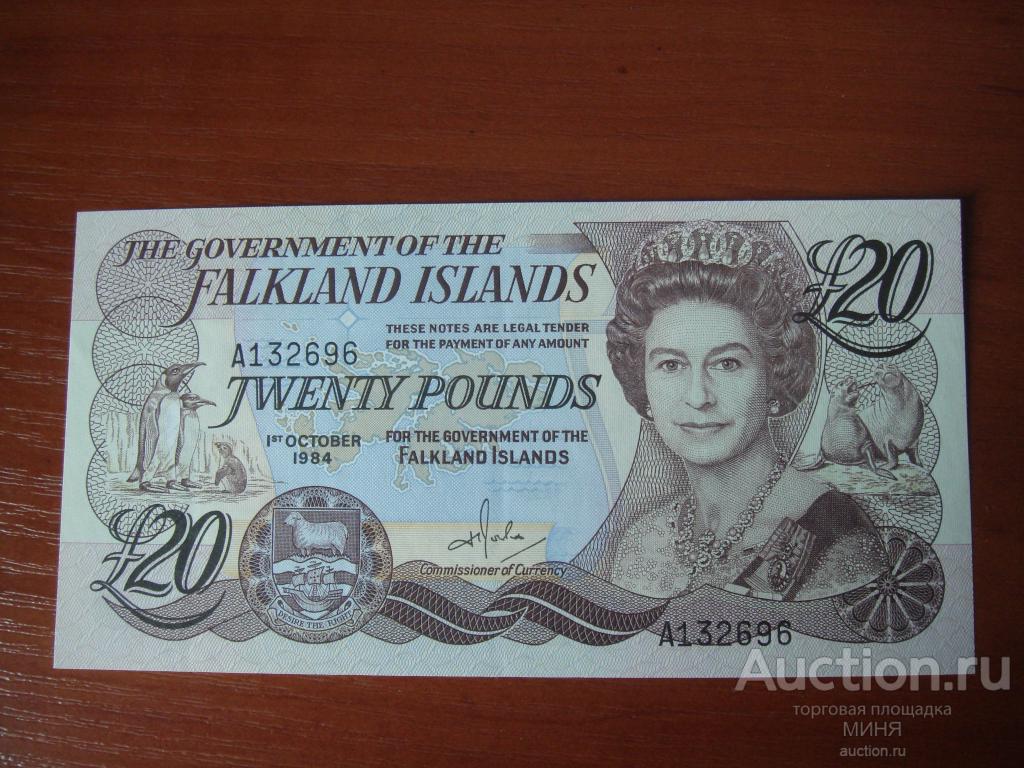 THE GOVERNMENT OF THE
FALKLAND ISLANDS
£20
THESE NOTES ARE LEGAL TENDER
FOR THE PAYMENT OF ANY AMOUNT
A132696
TWENTY POUNDS
1ST OCTOBER
1984
FOR THE GOVERNMENT OF THE
FALKLAND ISLANDS
£20
Commissioner of Currency
DESIRE THE RIGHT
A132696
Auction.ru
торговая площадка
МИНЯ
auction.ru